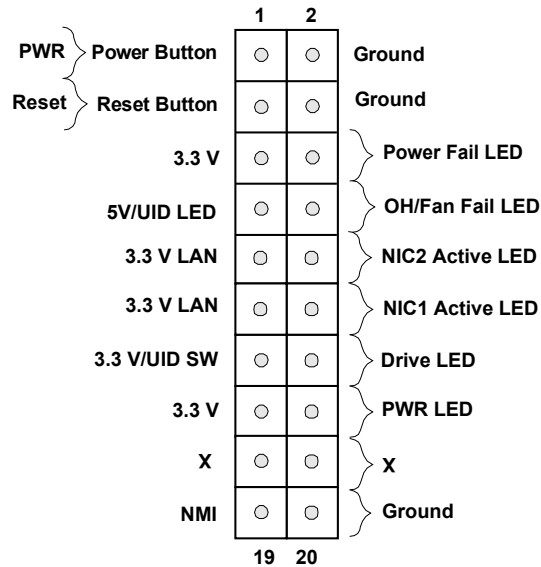 1 2
PWR Power Button Ground
Reset Reset Button Ground
3.3 V Power Fail LED
5V/UID LED OH/Fan Fail LED
3.3 V LAN NIC2 Active LED
3.3 V LAN NIC1 Active LED
3.3 V/UID SW Drive LED
3.3 V PWR LED
X X
NMI Ground
19 20